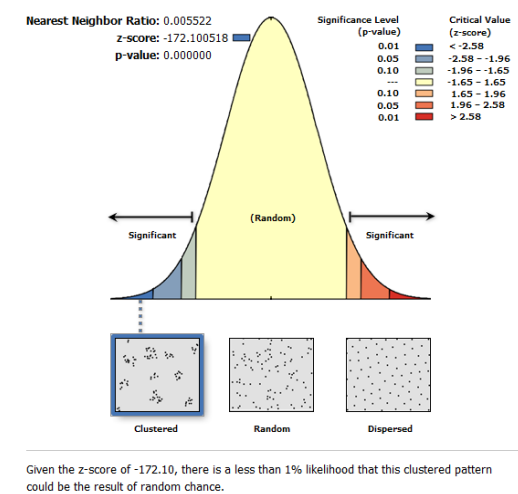 Nearest Neighbor Ratio: 0.005522
z-score: -172.100518
p-value: 0.000000
Significance Level
(p-value)
Critical Value
(z-score)
0.01 < -2.58
0.05 -2.58 – -1.96
0.10 -1.96 – -1.65
--- -1.65 – 1.65
0.10 1.65 – 1.96
0.05 1.96 – 2.58
0.01 > 2.58
(Random)
Significant
Significant
Clustered
Random
Dispersed
Given the z-score of -172.10, there is a less than 1% likelihood that this clustered pattern
could be the result of random chance.